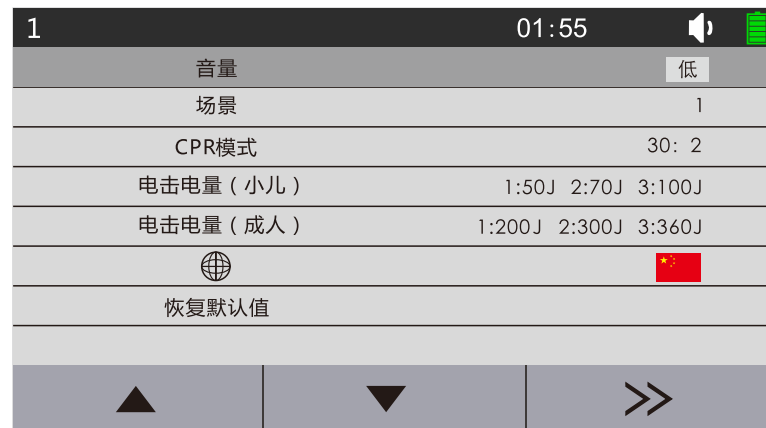 1 01:55
音量 低
场景 1
CPR模式 30: 2
电击电量（小儿） 1:50J 2:70J 3:100J
电击电量（成人） 1:200J 2:300J 3:360J
恢复默认值